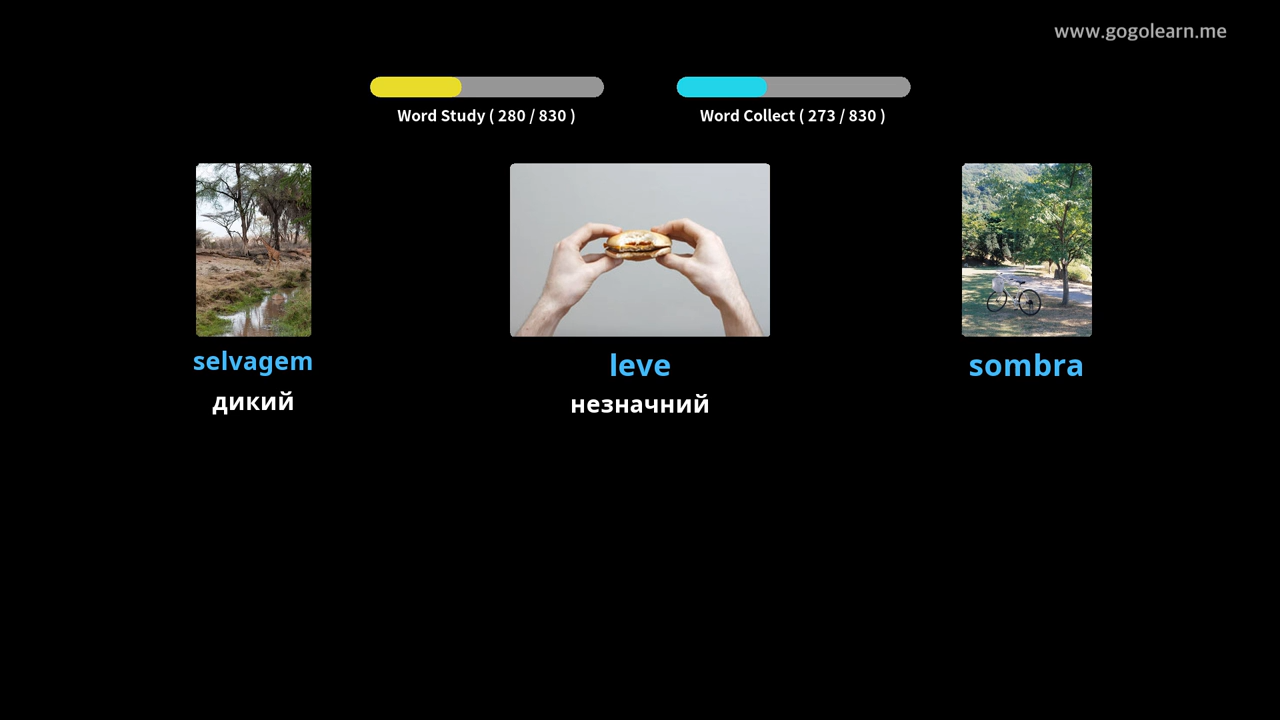 www.gogolearn.me
Word Study ( 280 / 830 )
Word Collect ( 273 / 830 )
selvagem
дикий
leve
незначний
sombra